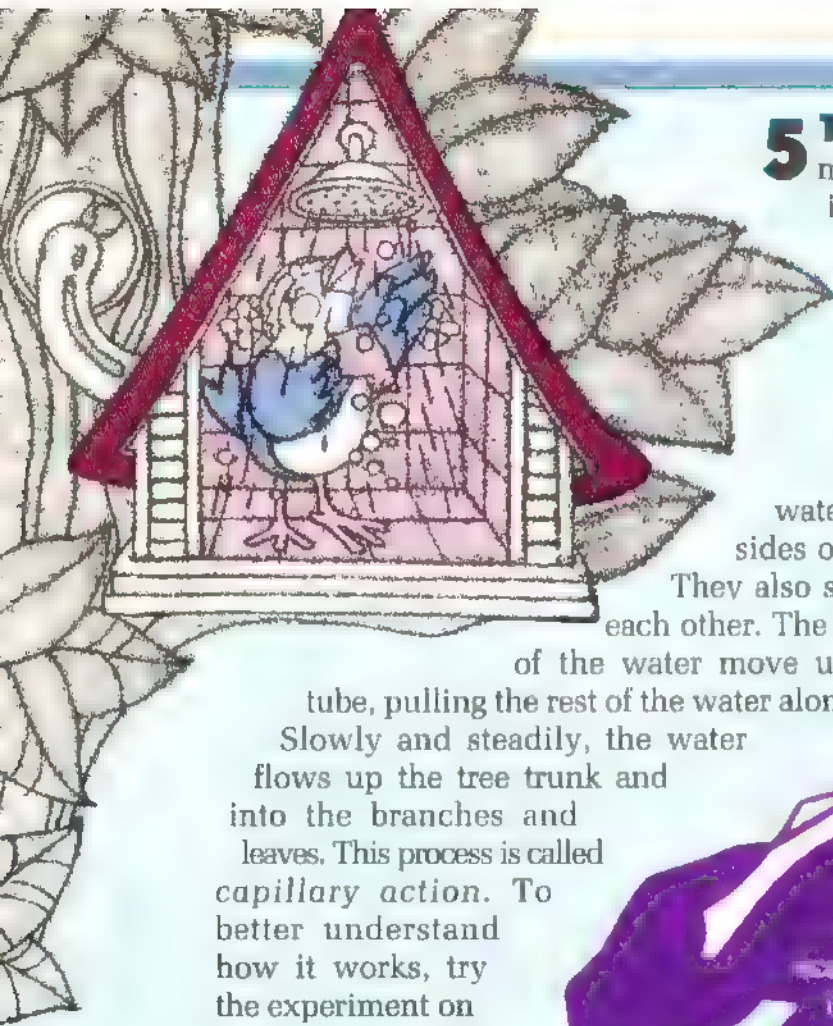 5
wate
sides o
They also s
each other. The
of the water move u
tube, pulling the rest of the water alon
Slowly and steadily, the water
flows up the tree trunk and
into the branches and
leaves. This process is called
capillary action. To
better understand
how it works, try
the experiment on